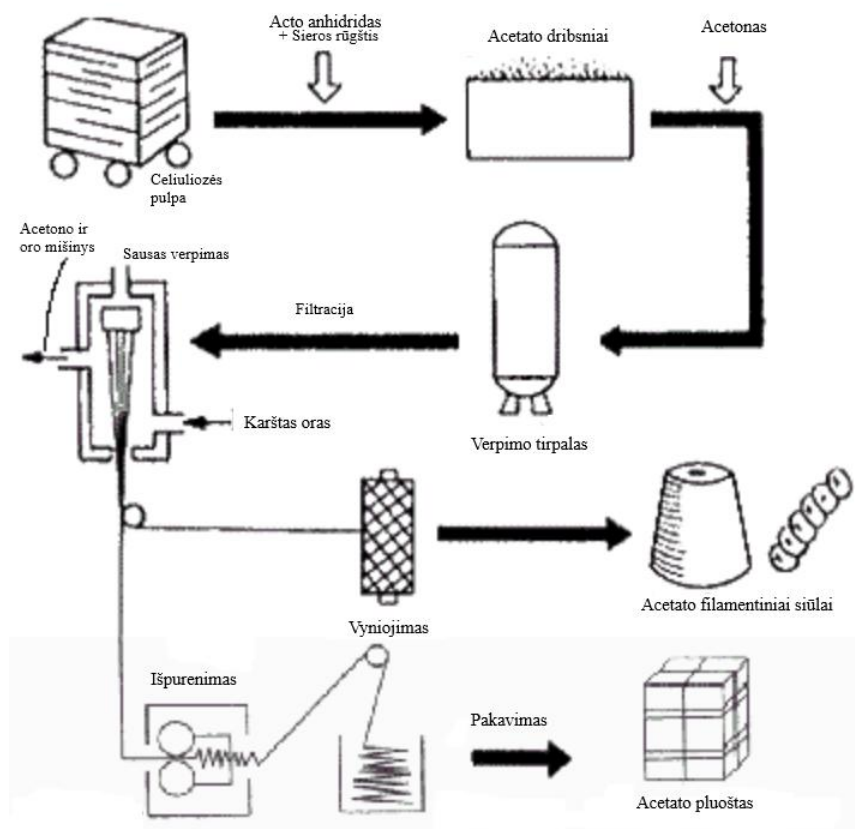 Acto anhidridas
+ Sieros rūgštis
Acetato dribsniai
Acetonas
Celiuliozės
pulpa
Acetono ir
oro mišinys
Sausas verpimas
Filtracija
Karštas oras
Verpimo tirpalas
Acetato filamentiniai siūlai
Vyniojimas
Išpurenimas
Pakavimas
Acetato pluoštas